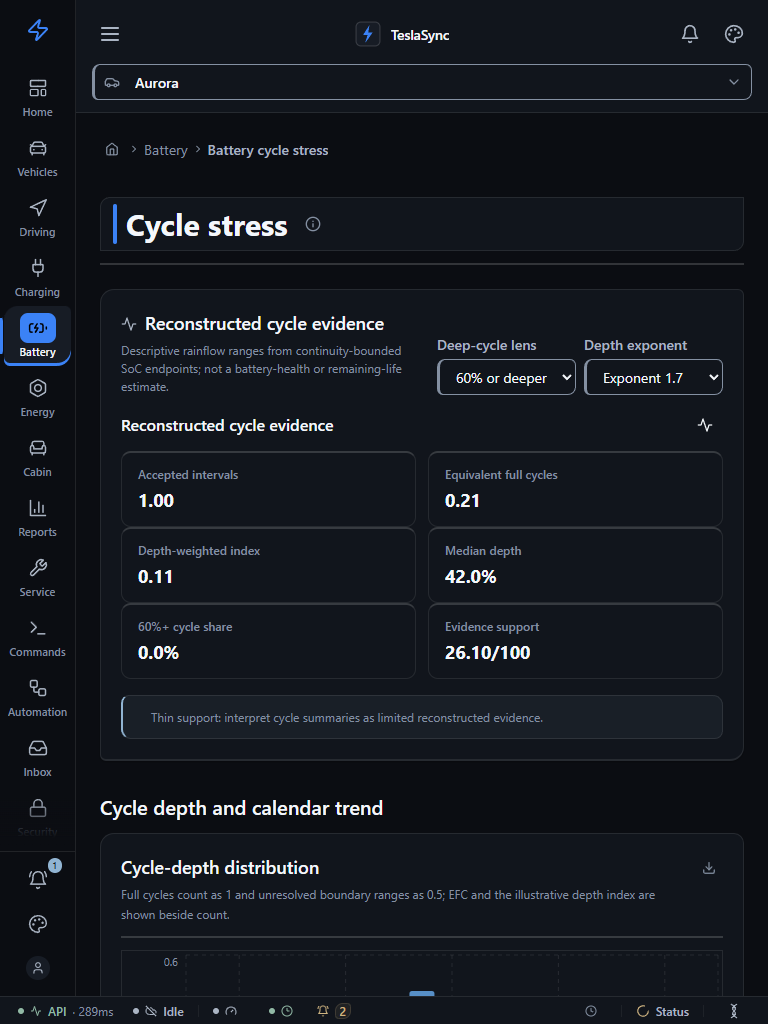 TeslaSync
Aurora
Home
Vehicles
Driving
Charging
Battery
Energy
Cabin
Reports
Service
Commands
Automation
Inbox
Security
1
Battery
Battery cycle stress
Cycle stress
Reconstructed cycle evidence
Descriptive rainflow ranges from continuity-bounded
SoC endpoints; not a battery-health or remaining-life
estimate.
Deep-cycle lens
60% or deeper
Depth exponent
Exponent 1.7
Reconstructed cycle evidence
Accepted intervals
1.00
Equivalent full cycles
0.21
Depth-weighted index
0.11
Median depth
42.0%
60%+ cycle share
0.0%
Evidence support
26.10/100
Thin support: interpret cycle summaries as limited reconstructed evidence.
Cycle depth and calendar trend
Cycle-depth distribution
Full cycles count as 1 and unresolved boundary ranges as 0.5; EFC and the illustrative depth index are
shown beside count.
0.6
API · 289ms
Idle
2
Status